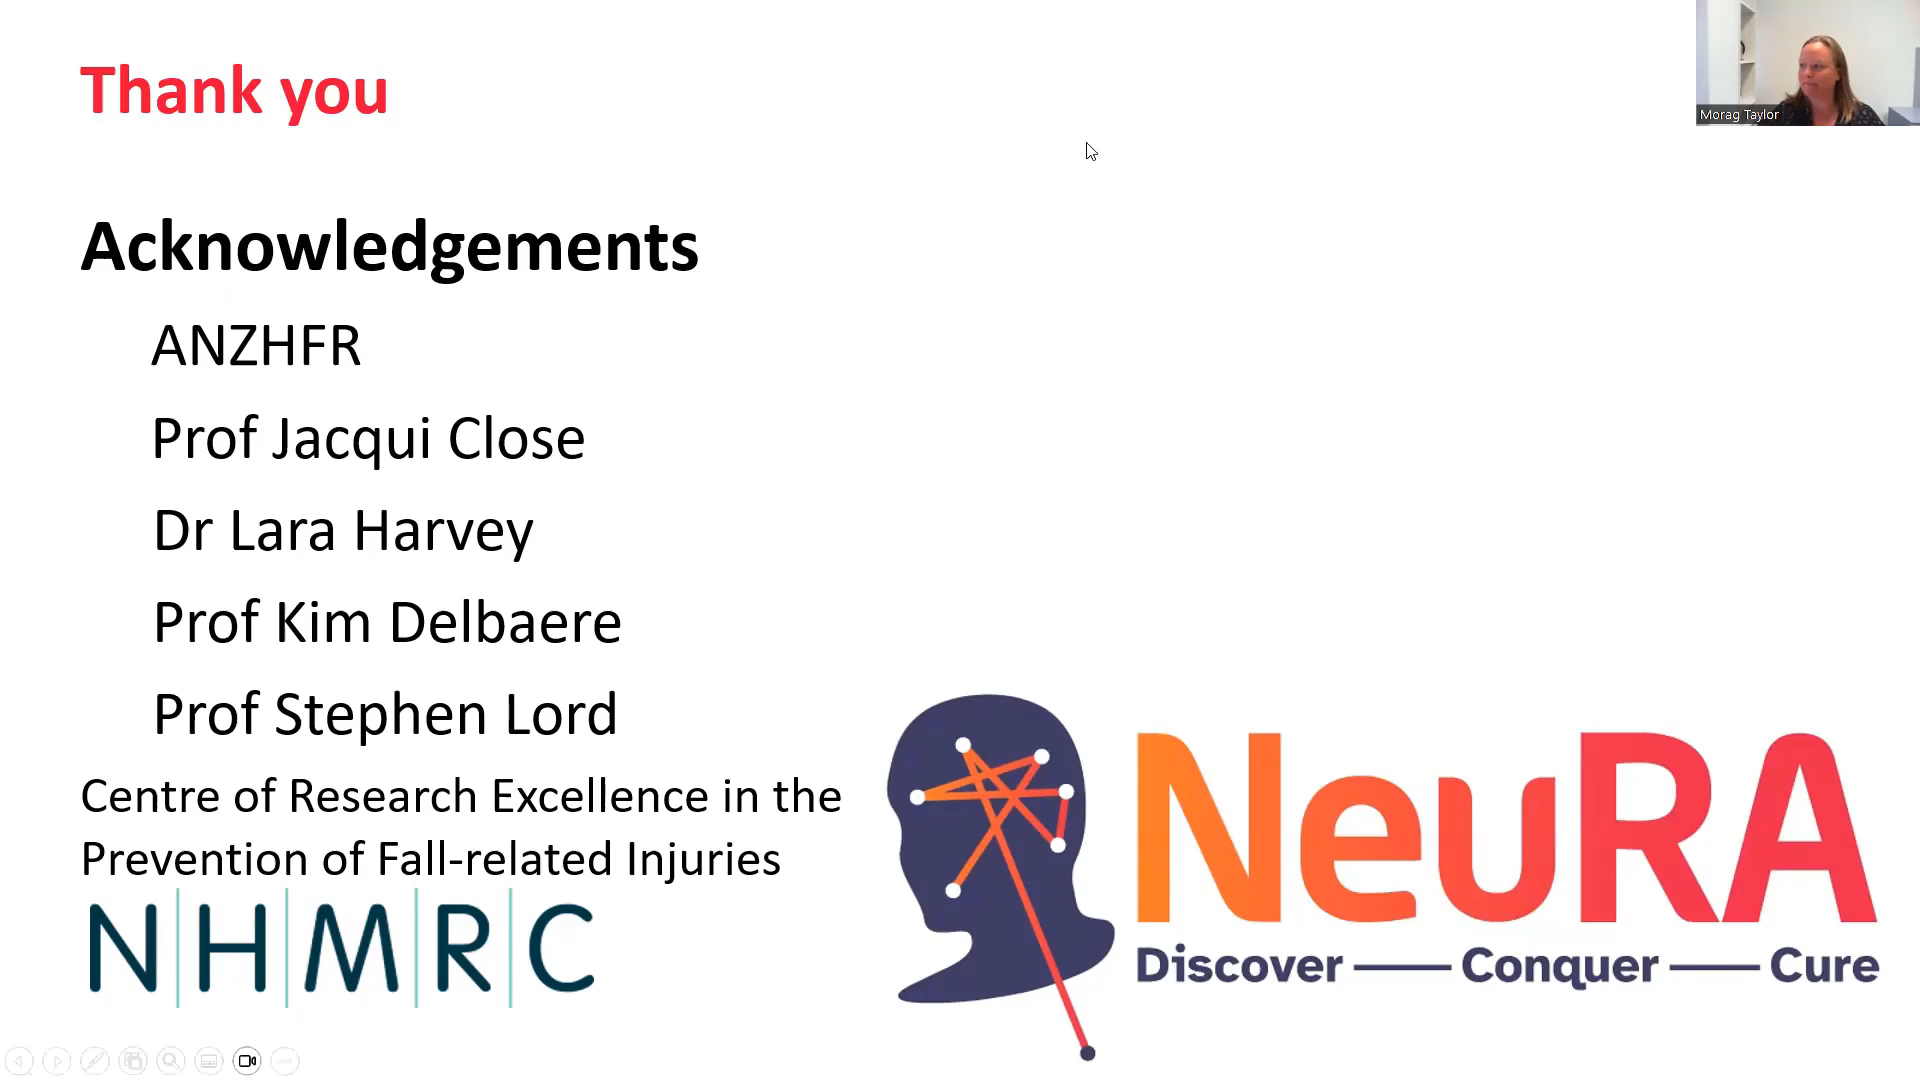 Thank you
Morag Taylor
Acknowledgements
ANZHFR
Prof Jacqui Close
Dr Lara Harvey
Prof Kim Delbaere
Prof Stephen Lord
Centre of Research Excellence in the
Prevention of Fall-related Injuries
NHMRC
NeuRA
Discover — Conquer — Cure